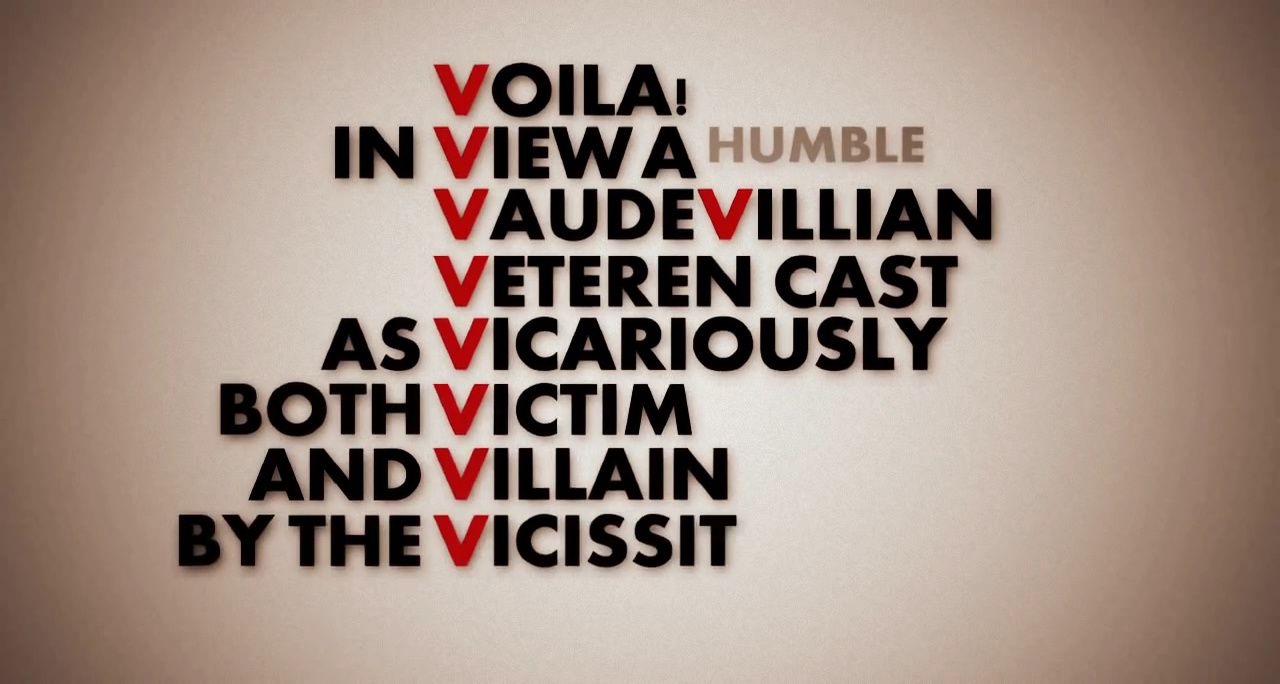 VOILA!
IN VIEW A HUMBLE
VAUDEVILLIAN
VETEREN CAST
AS VICARIOUSLY
BOTH VICTIM
AND VILLAIN
BY THE VICISSIT